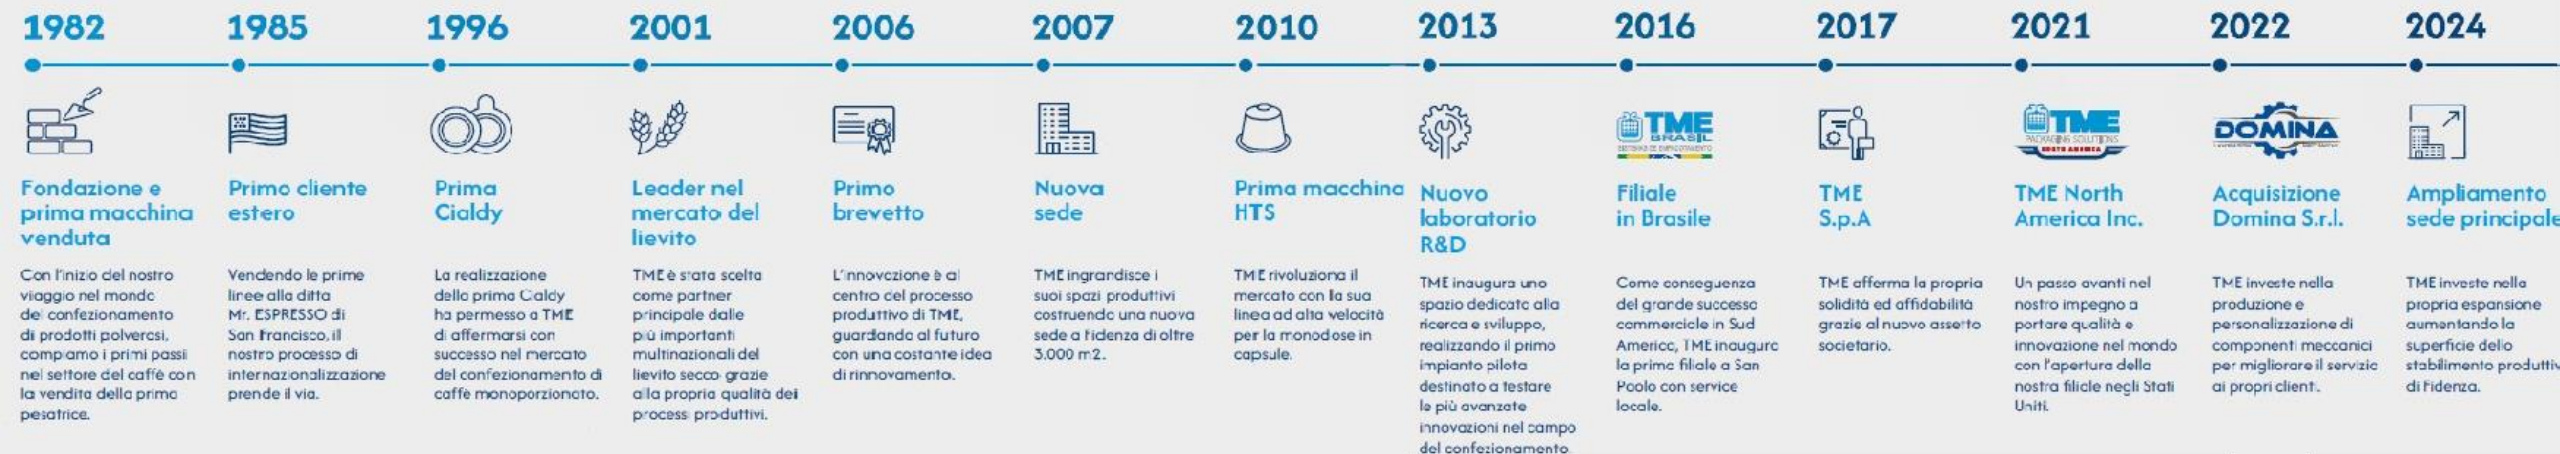 1982
Fondazione e
prima macchina
venduta
Con l'inizio del nostro
viaggio nel mondo
del confezionamento
di prodotti polverosi,
compiamo i primi passi
nel settore del caffè con
la vendita della prima
pesatrice.
1985
Primo cliente
estero
Vendendo le prime
linee alla ditta
Mr. ESPRESSO di
San Francisco, il
nostro processo di
internazionalizzazione
prende il via.
1996
Prima
Cialdy
La realizzazione
della prima Cialdy
ha permesso a TME
di affermarsi con
successo nel mercato
del confezionamento di
caffè monoporzionato.
2001
Leader nel
mercato del
lievito
TME è stata scelta
come partner
principale dalle
più importanti
multinazionali del
lievito secco grazie
alla propria qualità dei
processi produttivi.
2006
Primo
brevetto
L'innovazione è al
centro del processo
produttivo di TME,
guardando al futuro
con una costante idea
di rinnovamento.
2007
Nuova
sede
TME ingrandisce i
suoi spazi produttivi
costruendo una nuova
sede a Fidenza di oltre
3.000 m2.
2010
Prima macchina
HTS
TME rivoluziona il
mercato con la sua
linea ad alta velocità
per la monodose in
capsule.
2013
Nuovo
laboratorio
R&D
TME inaugura uno
spazio dedicato alla
ricerca e sviluppo,
realizzando il primo
impianto pilota
destinato a testare
le più avanzate
innovazioni nel campo
del confezionamento.
2016
TME
BRASIL
Filiale
in Brasile
Come conseguenza
del grande successo
commerciale in Sud
America, TME inaugura
la prima filiale a San
Paolo con service
locale.
2017
TME
S.p.A
TME afferma la propria
solidità ed affidabilità
grazie al nuovo assetto
societario.
2021
TME
PACKAGING SOLUTIONS
NORTH AMERICA
TME North
America Inc.
Un passo avanti nel
nostro impegno a
portare qualità e
innovazione nel mondo
con l'apertura della
nostra filiale negli Stati
Uniti.
2022
DOMINA
Acquisizione
Domina S.r.l.
TME investe nella
produzione e
personalizzazione di
componenti meccanici
per migliorare il servizio
ai propri clienti.
2024
Ampliamento
sede principale
TME investe nella
propria espansione
aumentando la
superficie dello
stabilimento produttiv
di Fidenza.